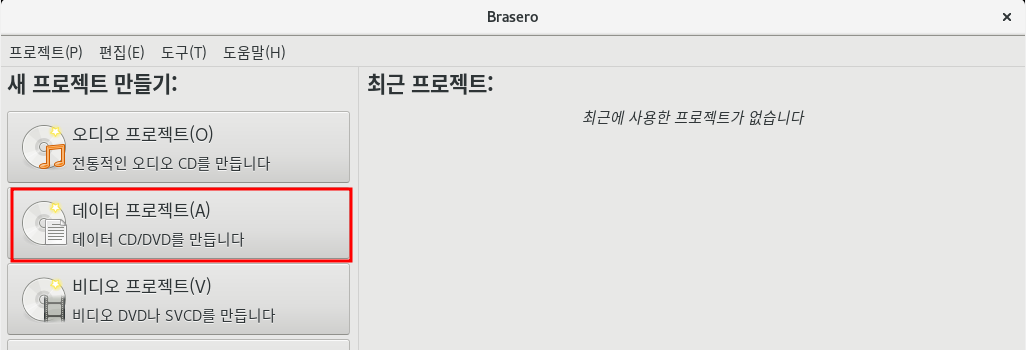 Brasero
프로젝트(P) 편집(E) 도구(T) 도움말(H)
새 프로젝트 만들기:
오디오 프로젝트(O)
전통적인 오디오 CD를 만듭니다
데이터 프로젝트(A)
데이터 CD/DVD를 만듭니다
비디오 프로젝트(V)
비디오 DVD나 SVCD를 만듭니다
최근 프로젝트:
최근에 사용한 프로젝트가 없습니다